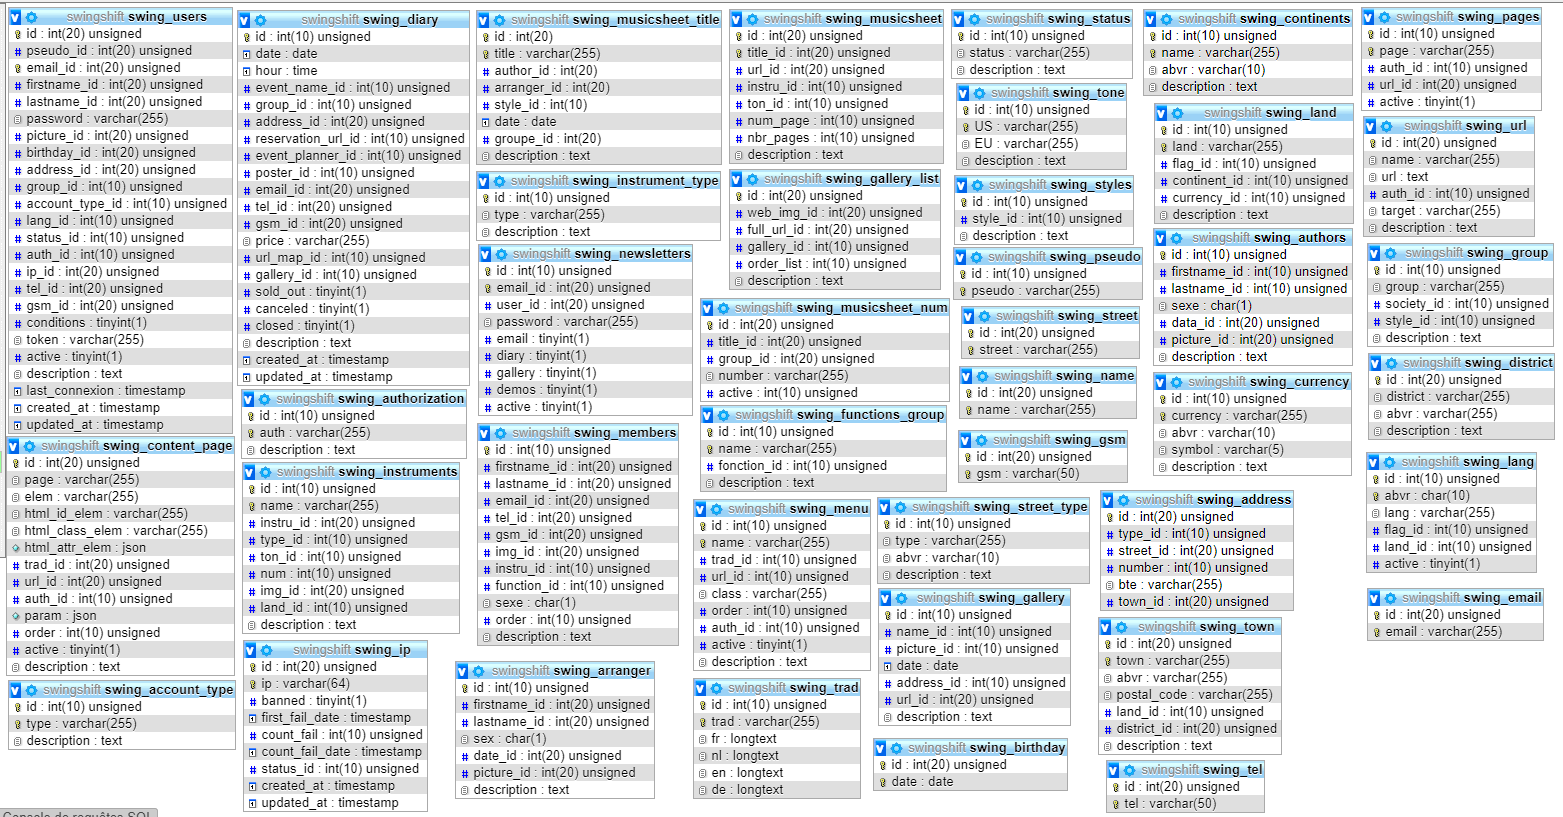 swingshift swing_users
id : int(20) unsigned
pseudo_id : int(20) unsigned
email_id : int(20) unsigned
firstname_id : int(20) unsigned
lastname_id : int(20) unsigned
password : varchar(255)
picture_id : int(20) unsigned
birthday_id : int(20) unsigned
address_id : int(20) unsigned
group_id : int(10) unsigned
account_type_id : int(10) unsigned
lang_id : int(10) unsigned
status_id : int(10) unsigned
auth_id : int(10) unsigned
ip_id : int(20) unsigned
tel_id : int(20) unsigned
gsm_id : int(20) unsigned
conditions : tinyint(1)
token : varchar(255)
active : tinyint(1)
description : text
last_connexion : timestamp
created_at : timestamp
updated_at : timestamp
swingshift swing_content_page
id : int(20) unsigned
page : varchar(255)
elem : varchar(255)
html_id_elem : varchar(255)
html_class_elem : varchar(255)
html_attr_elem : json
trad_id : int(20) unsigned
url_id : int(20) unsigned
auth_id : int(10) unsigned
param : json
order : int(10) unsigned
active : tinyint(1)
description : text
swingshift swing_account_type
id : int(10) unsigned
type : varchar(255)
description : text
swingshift swing_diary
id : int(10) unsigned
date : date
hour : time
event_name_id : int(10) unsigned
group_id : int(10) unsigned
address_id : int(20) unsigned
reservation_url_id : int(10) unsigned
event_planner_id : int(10) unsigned
poster_id : int(10) unsigned
email_id : int(20) unsigned
tel_id : int(20) unsigned
gsm_id : int(20) unsigned
price : varchar(255)
url_map_id : int(10) unsigned
gallery_id : int(10) unsigned
sold_out : tinyint(1)
canceled : tinyint(1)
closed : tinyint(1)
description : text
created_at : timestamp
updated_at : timestamp
swingshift swing_authorization
id : int(10) unsigned
auth : varchar(255)
description : text
swingshift swing_instruments
id : int(10) unsigned
name : varchar(255)
instru_id : int(20) unsigned
type_id : int(10) unsigned
ton_id : int(10) unsigned
num : int(10) unsigned
img_id : int(20) unsigned
land_id : int(10) unsigned
description : text
swingshift swing_ip
id : int(20) unsigned
ip : varchar(64)
banned : tinyint(1)
first_fail_date : timestamp
count_fail : int(10) unsigned
count_fail_date : timestamp
status_id : int(10) unsigned
created_at : timestamp
updated_at : timestamp
swingshift swing_musicsheet_title
id : int(20)
title : varchar(255)
author_id : int(20)
arranger_id : int(20)
style_id : int(10)
date : date
groupe_id : int(20)
description : text
swingshift swing_instrument_type
id : int(10) unsigned
type : varchar(255)
description : text
swingshift swing_newsletters
id : int(10) unsigned
email_id : int(20) unsigned
user_id : int(20) unsigned
password : varchar(255)
email : tinyint(1)
diary : tinyint(1)
gallery : tinyint(1)
demos : tinyint(1)
active : tinyint(1)
swingshift swing_members
id : int(10) unsigned
firstname_id : int(20) unsigned
lastname_id : int(20) unsigned
email_id : int(20) unsigned
tel_id : int(20) unsigned
gsm_id : int(20) unsigned
img_id : int(20) unsigned
instru_id : int(10) unsigned
function_id : int(10) unsigned
sexe : char(1)
order : int(10) unsigned
description : text
swingshift swing_arranger
id : int(10) unsigned
firstname_id : int(20) unsigned
lastname_id : int(20) unsigned
sex : char(1)
date_id : int(20) unsigned
picture_id : int(20) unsigned
description : text
swingshift swing_musicsheet
id : int(20) unsigned
title_id : int(20) unsigned
url_id : int(20) unsigned
instru_id : int(10) unsigned
ton_id : int(10) unsigned
num_page : int(10) unsigned
nbr_pages : int(10) unsigned
description : text
swingshift swing_gallery_list
id : int(20) unsigned
web_img_id : int(20) unsigned
full_url_id : int(20) unsigned
gallery_id : int(10) unsigned
order_list : int(10) unsigned
description : text
swingshift swing_musicsheet_num
id : int(20) unsigned
title_id : int(20) unsigned
group_id : int(20) unsigned
number : varchar(255)
active : int(10) unsigned
swingshift swing_functions_group
id : int(10) unsigned
name : varchar(255)
fonction_id : int(10) unsigned
description : text
swingshift swing_menu
id : int(10) unsigned
name : varchar(255)
trad_id : int(10) unsigned
url_id : int(10) unsigned
class : varchar(255)
order : int(10) unsigned
auth_id : int(10) unsigned
active : tinyint(1)
description : text
swingshift swing_trad
id : int(10) unsigned
trad : varchar(255)
fr : longtext
nl : longtext
en : longtext
de : longtext
swingshift swing_street_type
id : int(10) unsigned
type : varchar(255)
abvr : varchar(10)
description : text
swingshift swing_gallery
id : int(10) unsigned
name_id : int(10) unsigned
picture_id : int(10) unsigned
date : date
address_id : int(10) unsigned
url_id : int(20) unsigned
description : text
swingshift swing_birthday
id : int(20) unsigned
date : date
swingshift swing_status
id : int(10) unsigned
status : varchar(255)
description : text
swingshift swing_tone
id : int(10) unsigned
US : varchar(255)
EU : varchar(255)
description : text
swingshift swing_styles
id : int(10) unsigned
style_id : int(10) unsigned
description : text
swingshift swing_pseudo
id : int(10) unsigned
pseudo : varchar(255)
swingshift swing_street
id : int(20) unsigned
street : varchar(255)
swingshift swing_name
id : int(20) unsigned
name : varchar(255)
swingshift swing_gsm
id : int(20) unsigned
gsm : varchar(50)
swingshift swing_continents
id : int(10) unsigned
name : varchar(255)
abvr : varchar(10)
description : text
swingshift swing_land
id : int(10) unsigned
land : varchar(255)
flag_id : int(10) unsigned
continent_id : int(10) unsigned
currency_id : int(10) unsigned
description : text
swingshift swing_authors
id : int(10) unsigned
firstname_id : int(10) unsigned
lastname_id : int(10) unsigned
sexe : char(1)
data_id : int(20) unsigned
picture_id : int(20) unsigned
description : text
swingshift swing_currency
id : int(10) unsigned
currency : varchar(255)
abvr : varchar(10)
symbol : varchar(5)
description : text
swingshift swing_address
id : int(20) unsigned
type_id : int(10) unsigned
street_id : int(20) unsigned
number : int(10) unsigned
bte : varchar(255)
town_id : int(20) unsigned
swingshift swing_town
id : int(20) unsigned
town : varchar(255)
abvr : varchar(255)
postal_code : varchar(255)
land_id : int(10) unsigned
district_id : int(20) unsigned
description : text
swingshift swing_tel
id : int(20) unsigned
tel : varchar(50)
swingshift swing_pages
id : int(10) unsigned
page : varchar(255)
auth_id : int(10) unsigned
url_id : int(20) unsigned
active : tinyint(1)
swingshift swing_url
id : int(20) unsigned
name : varchar(255)
url : text
auth_id : int(10) unsigned
target : varchar(255)
description : text
swingshift swing_group
id : int(10) unsigned
group : varchar(255)
society_id : int(10) unsigned
style_id : int(10) unsigned
description : text
swingshift swing_district
id : int(20) unsigned
district : varchar(255)
abvr : varchar(255)
description : text
swingshift swing_lang
id : int(10) unsigned
abvr : char(10)
lang : varchar(255)
flag_id : int(10) unsigned
land_id : int(10) unsigned
active : tinyint(1)
swingshift swing_email
id : int(20) unsigned
email : varchar(255)
Console de requêtes SQL